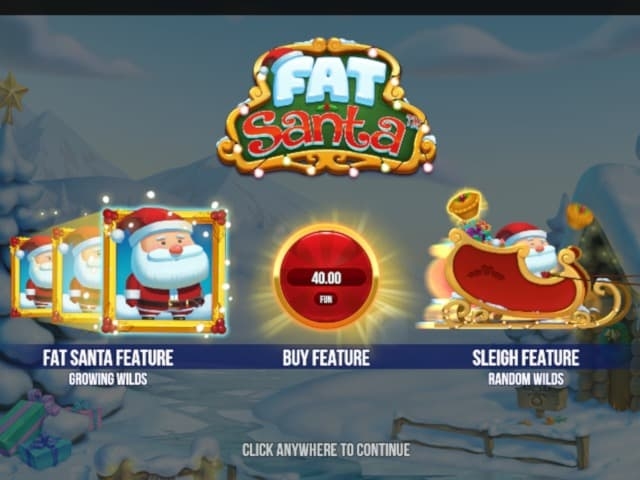 FAT
Santa™
40.00
FUN
FAT SANTA FEATURE
GROWING WILDS
BUY FEATURE
SLEIGH FEATURE
RANDOM WILDS
CLICK ANYWHERE TO CONTINUE